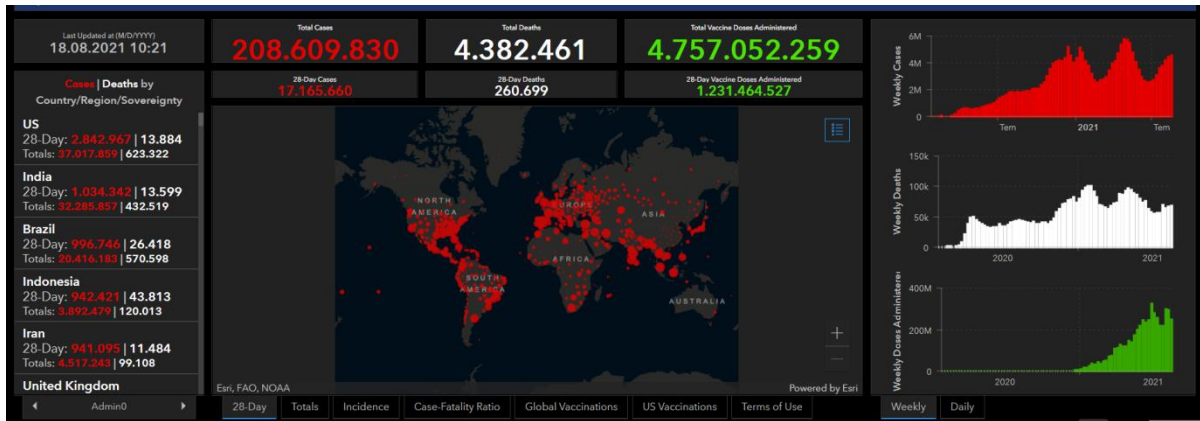 Last Updated at (M/D/YYYY)
18.08.2021 10:21
Cases | Deaths by
Country/Region/Sovereignty
US
28-Day: 2.842.967 | 13.884
Totals: 37.017.859 | 623.322
India
28-Day: 1.034.342 | 13.599
Totals: 32.285.857 | 432.519
Brazil
28-Day: 996.746 | 26.418
Totals: 20.416.183 | 570.598
Indonesia
28-Day: 942.421 | 43.813
Totals: 3.892.479 | 120.013
Iran
28-Day: 941.095 | 11.484
Totals: 4.517.243 | 99.108
United Kingdom
Admin0
Total Cases
208.609.830
Total Deaths
4.382.461
Total Vaccine Doses Administered
4.757.052.259
28-Day Cases
17.165.660
28-Day Deaths
260.699
28-Day Vaccine Doses Administered
1.231.464.527
NORTH
AMERICA
EUROPE
ASIA
AFRICA
SOUTH
AMERICA
AUSTRALIA
Esri, FAO, NOAA
Powered by Esri
28-Day
Totals
Incidence
Case-Fatality Ratio
Global Vaccinations
US Vaccinations
Terms of Use
Weekly Cases
6M
4M
2M
0
Tem
2021
Tem
Weekly Deaths
150k
100k
50k
0
2020
2021
Weekly Doses Administered
400M
200M
0
2020
2021
Weekly
Daily